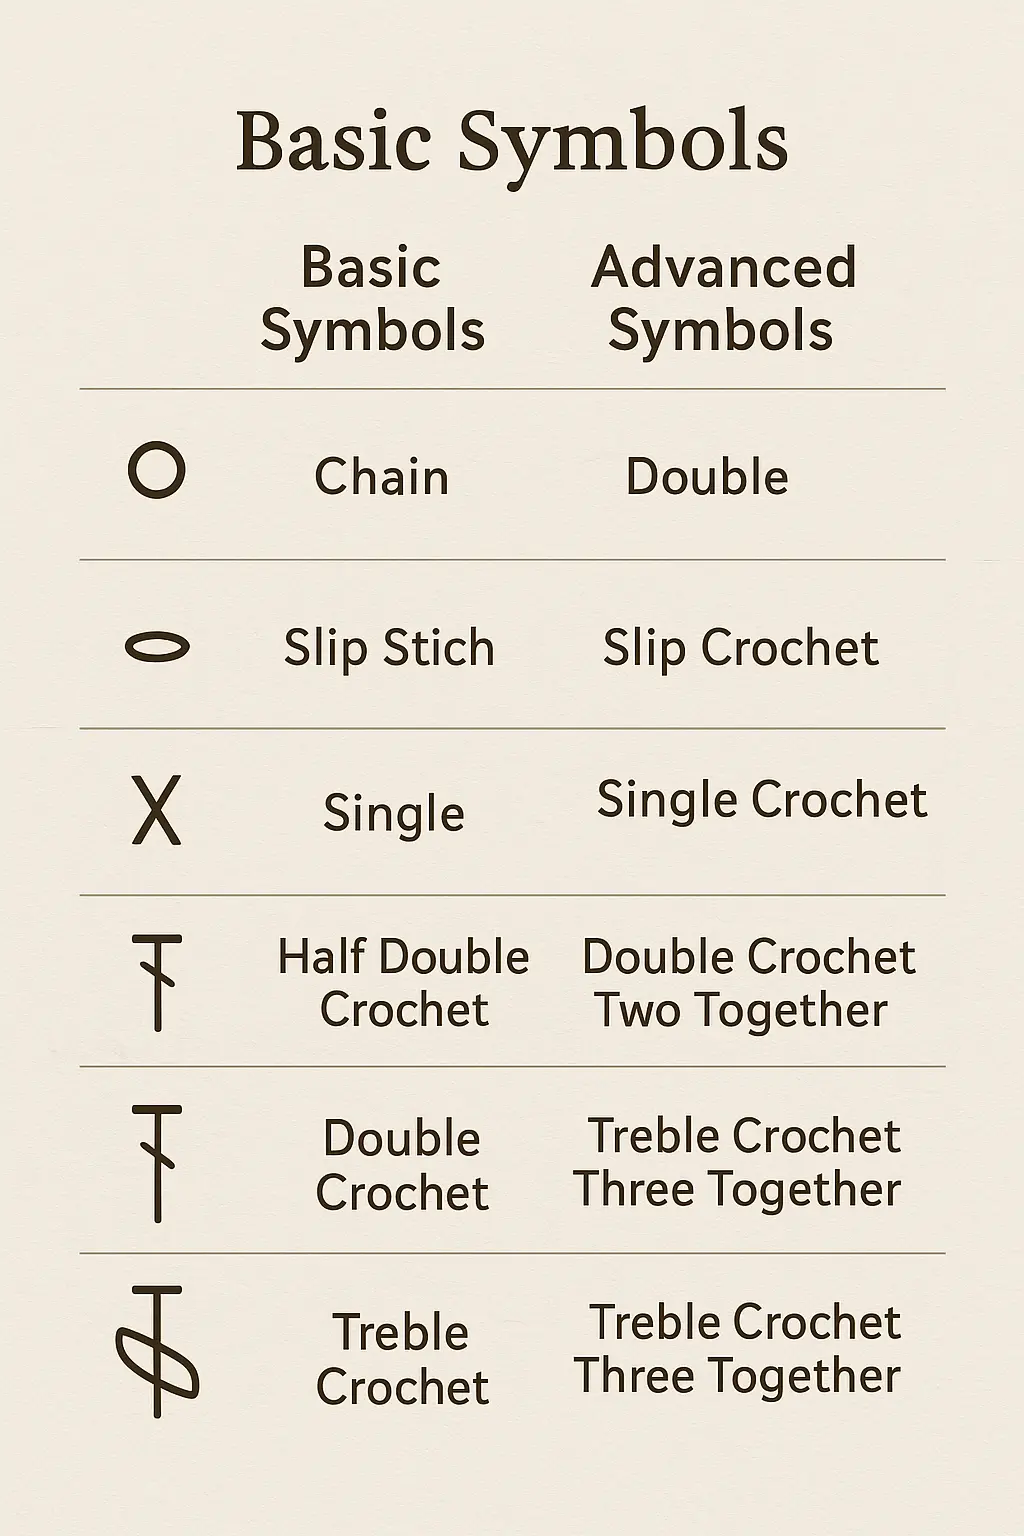 Basic Symbols
Basic
Symbols
Advanced
Symbols
Chain
Double
Slip Stich
Slip Crochet
X
Single
Single Crochet
Half Double
Crochet
Double Crochet
Two Together
Double
Crochet
Treble Crochet
Three Together
Treble
Crochet
Treble Crochet
Three Together